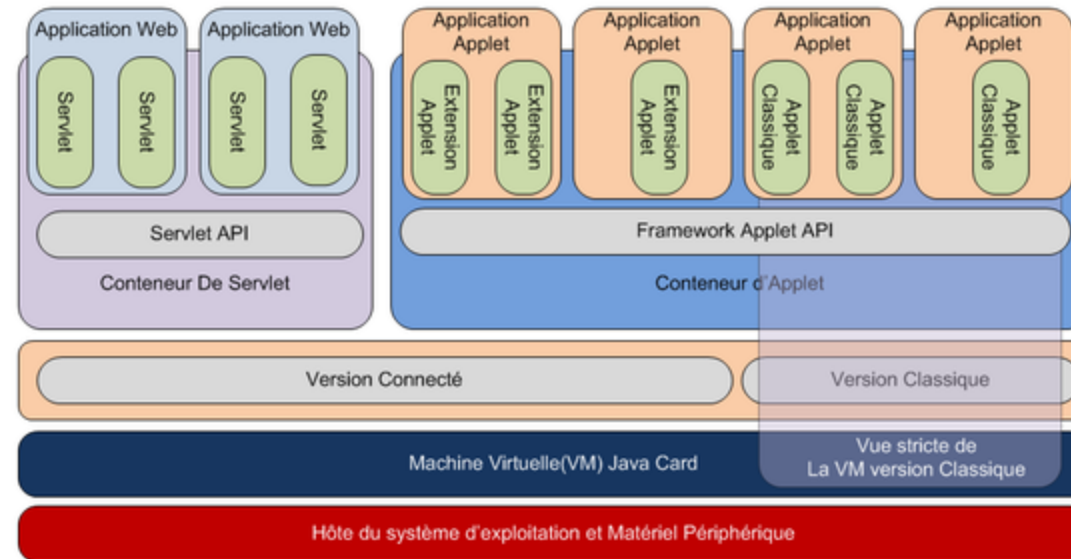 Application Web
Application Web
Application
Applet
Application
Applet
Application
Applet
Application
Applet
Servlet
Servlet
Servlet
Servlet
Extension
Applet
Extension
Applet
Extension
Applet
Applet
Classique
Applet
Classique
Applet
Classique
Servlet API
Framework Applet API
Conteneur De Servlet
Conteneur d'Applet
Version Connecté
Version Classique
Machine Virtuelle(VM) Java Card
Vue stricte de
La VM version Classique
Hôte du système d'exploitation et Matériel Périphérique